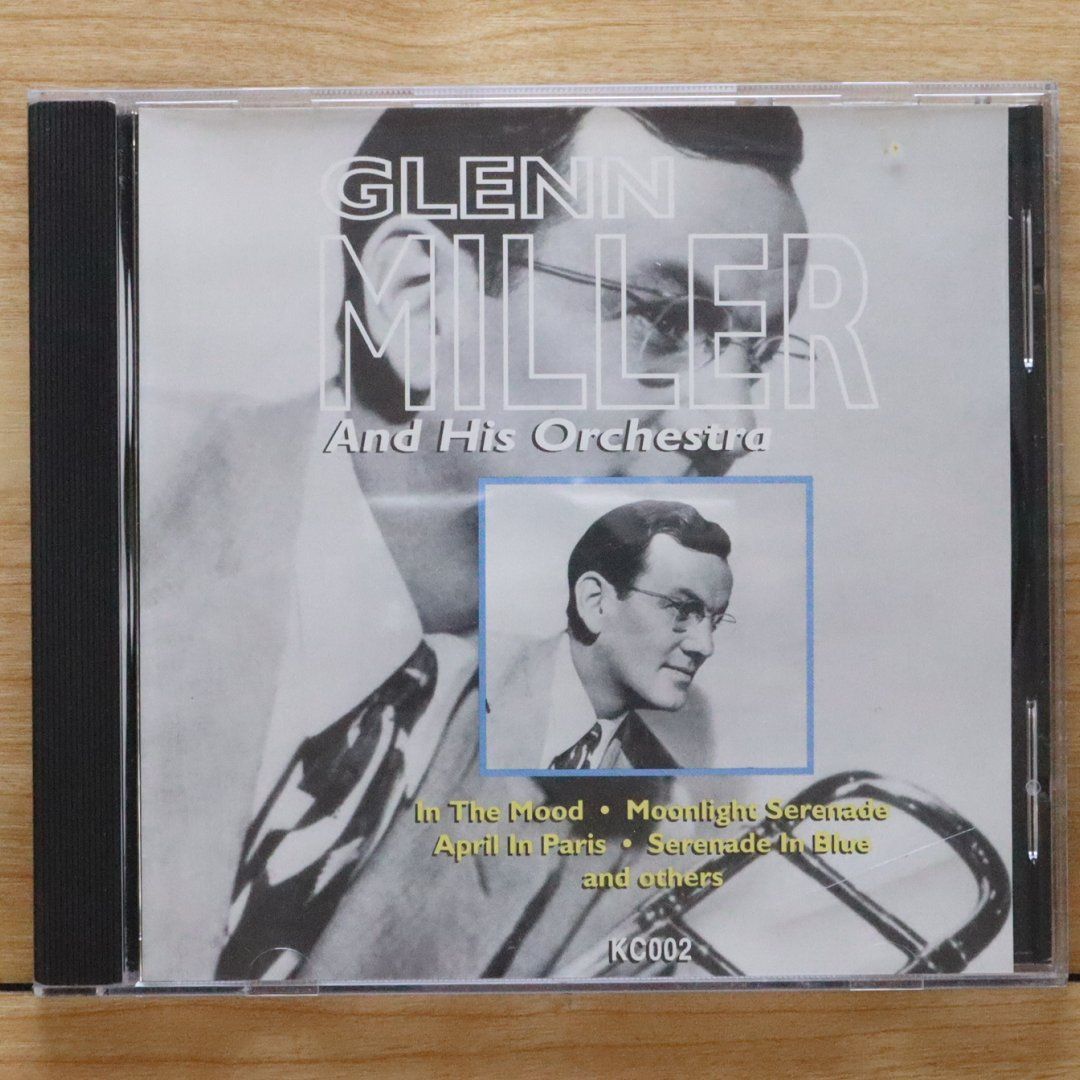 GLENN
MILLER
And His Orchestra
In The Mood • Moonlight Serenade
April In Paris • Serenade In Blue
and others
KC002